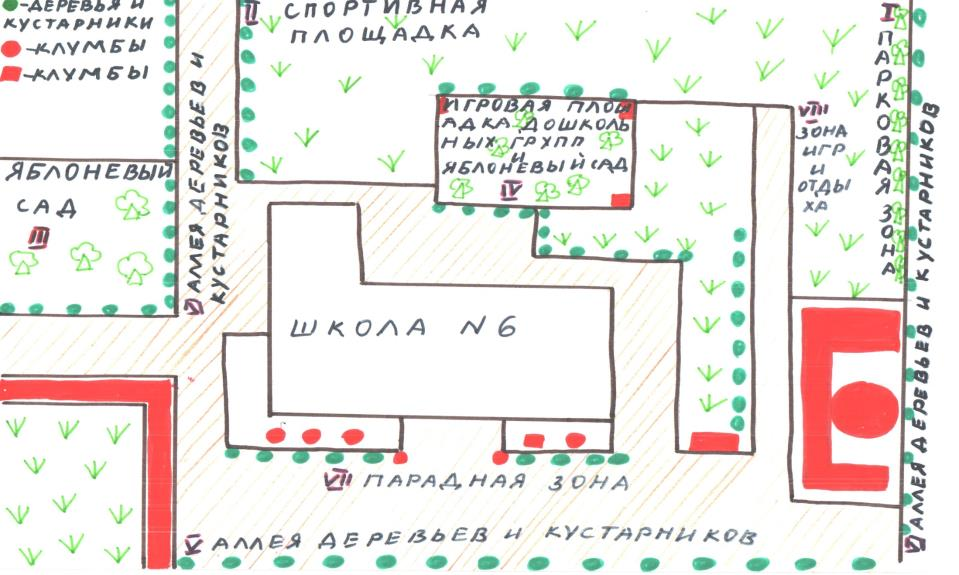 -ДЕРЕВЬЯ И
КУСТАРНИКИ
-КЛУМБЫ
-КЛУМБЫ
II СПОРТИВНАЯ
ПЛОЩАДКА
I ПАРКОВАЯ ЗОНА
ИГРОВАЯ ПЛОЩ
АДКА ДОШКОЛЬ
НЫХ ГРУПП
И
ЯБЛОНЕВЫЙ САД
IV
VIII
ЗОНА
ИГР
И
ОТДЫ
ХА
ЯБЛОНЕВЫЙ
САД
III
V АЛЛЕЯ ДЕРЕВЬЕВ И
КУСТАРНИКОВ
ШКОЛА N6
V АЛЛЕЯ ДЕРЕВЬЕВ И КУСТАРНИКОВ
VII ПАРАДНАЯ ЗОНА
V АЛЛЕЯ ДЕРЕВЬЕВ И КУСТАРНИКОВ